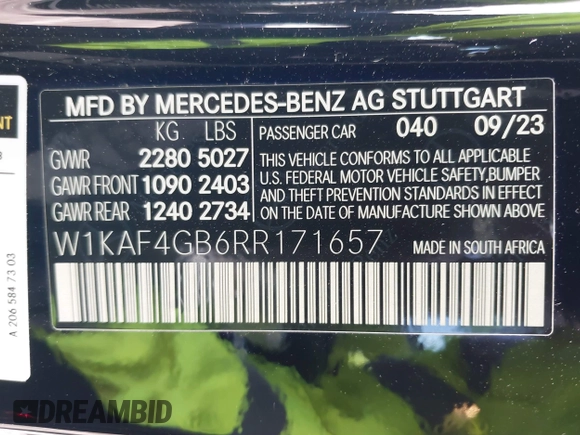 MFD BY MERCEDES-BENZ AG STUTTGART
KG LBS
GWR 2280 5027
GAWR FRONT 1090 2403
GAWR REAR 1240 2734
PASSENGER CAR 040 09/23
THIS VEHICLE CONFORMS TO ALL APPLICABLE
U.S. FEDERAL MOTOR VEHICLE SAFETY,BUMPER
AND THEFT PREVENTION STANDARDS IN EFFECT
ON THE DATE OF MANUFACTURE SHOWN ABOVE.
W1KAF4GB6RR171657 MADE IN SOUTH AFRICA
A 206 584 73 03
DREAMBID